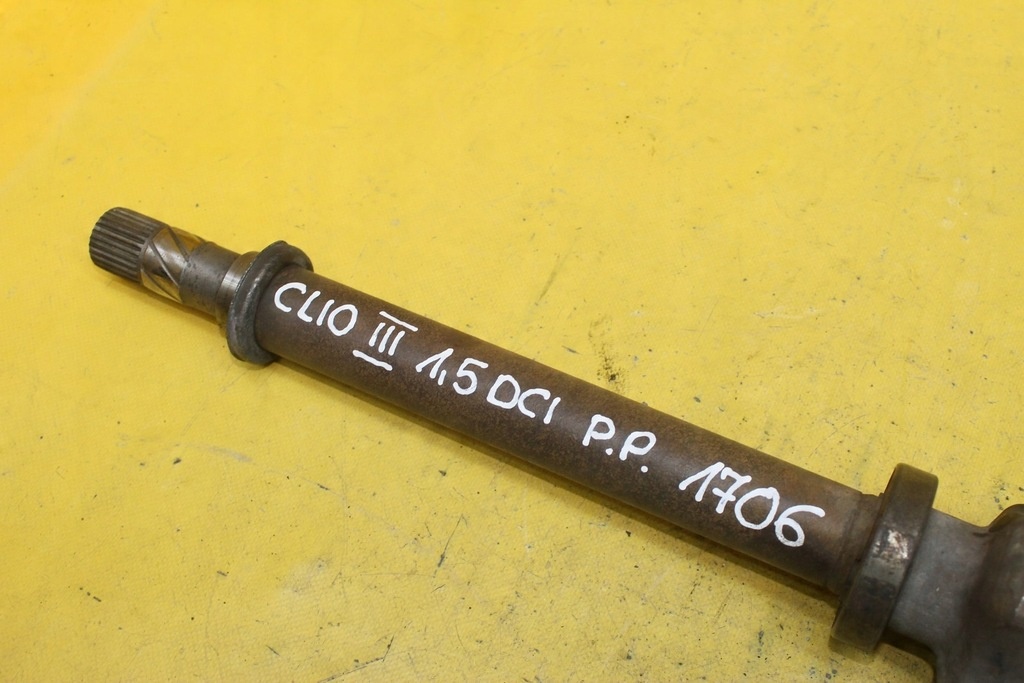 CLIO III 1,5 DCI P.P. 1706